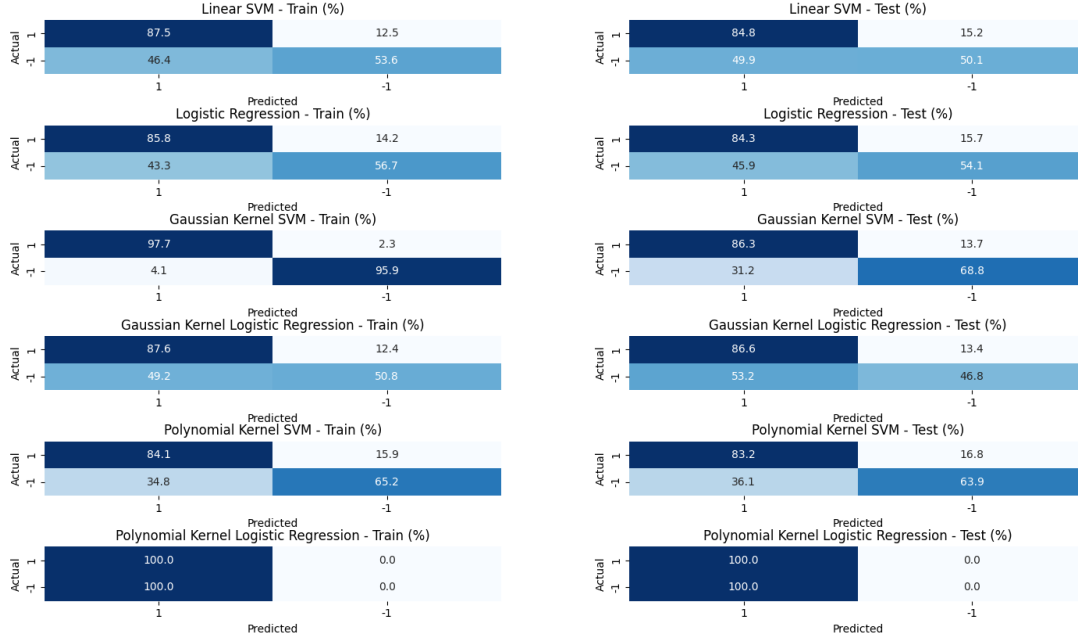 Linear SVM - Train (%)
Actual
1
87.5 12.5
-1
46.4 53.6
1 -1
Predicted
Linear SVM - Test (%)
Actual
1
84.8 15.2
-1
49.9 50.1
1 -1
Predicted
Logistic Regression - Train (%)
Actual
1
85.8 14.2
-1
43.3 56.7
1 -1
Predicted
Logistic Regression - Test (%)
Actual
1
84.3 15.7
-1
45.9 54.1
1 -1
Predicted
Gaussian Kernel SVM - Train (%)
Actual
1
97.7 2.3
-1
4.1 95.9
1 -1
Predicted
Gaussian Kernel SVM - Test (%)
Actual
1
86.3 13.7
-1
31.2 68.8
1 -1
Predicted
Gaussian Kernel Logistic Regression - Train (%)
Actual
1
87.6 12.4
-1
49.2 50.8
1 -1
Predicted
Gaussian Kernel Logistic Regression - Test (%)
Actual
1
86.6 13.4
-1
53.2 46.8
1 -1
Predicted
Polynomial Kernel SVM - Train (%)
Actual
1
84.1 15.9
-1
34.8 65.2
1 -1
Predicted
Polynomial Kernel SVM - Test (%)
Actual
1
83.2 16.8
-1
36.1 63.9
1 -1
Predicted
Polynomial Kernel Logistic Regression - Train (%)
Actual
1
100.0 0.0
-1
100.0 0.0
1 -1
Predicted
Polynomial Kernel Logistic Regression - Test (%)
Actual
1
100.0 0.0
-1
100.0 0.0
1 -1
Predicted